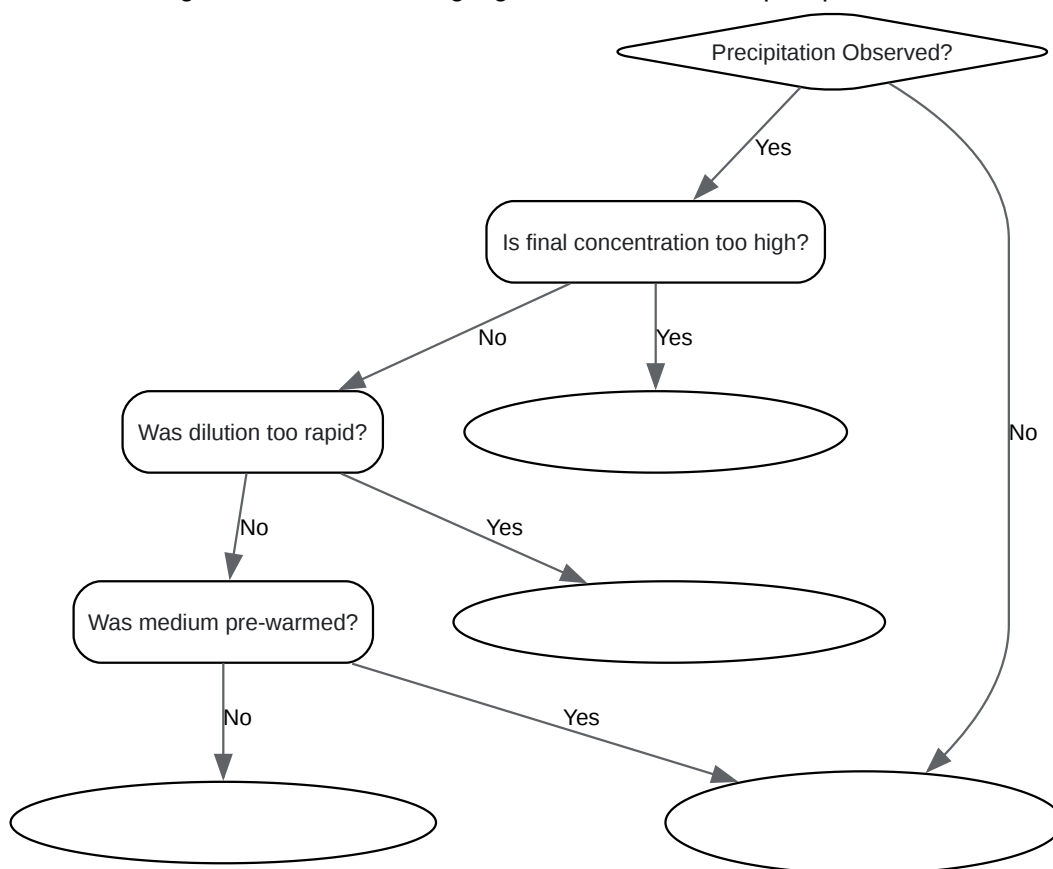 Precipitation Observed?
Yes
Is final concentration too high?
No
Yes
Was dilution too rapid?
No
No
Yes
Was medium pre-warmed?
No
Yes